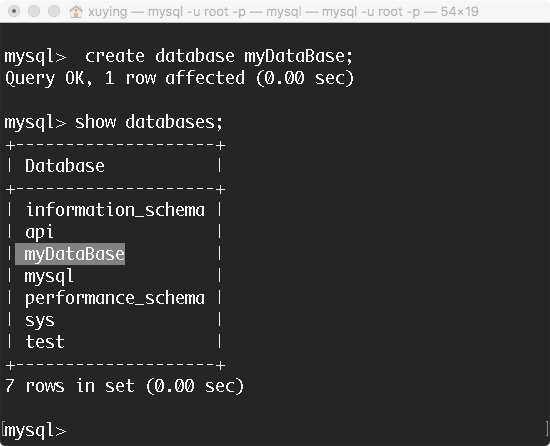 xuying — mysql -u root -p — mysql — mysql -u root -p — 54×19
mysql>  create database myDataBase;
Query OK, 1 row affected (0.00 sec)
mysql> show databases;
+--------------------+
| Database           |
+--------------------+
| information_schema |
| api                |
| myDataBase         |
| mysql              |
| performance_schema |
| sys                |
| test               |
+--------------------+
7 rows in set (0.00 sec)
[mysql>                                               ]